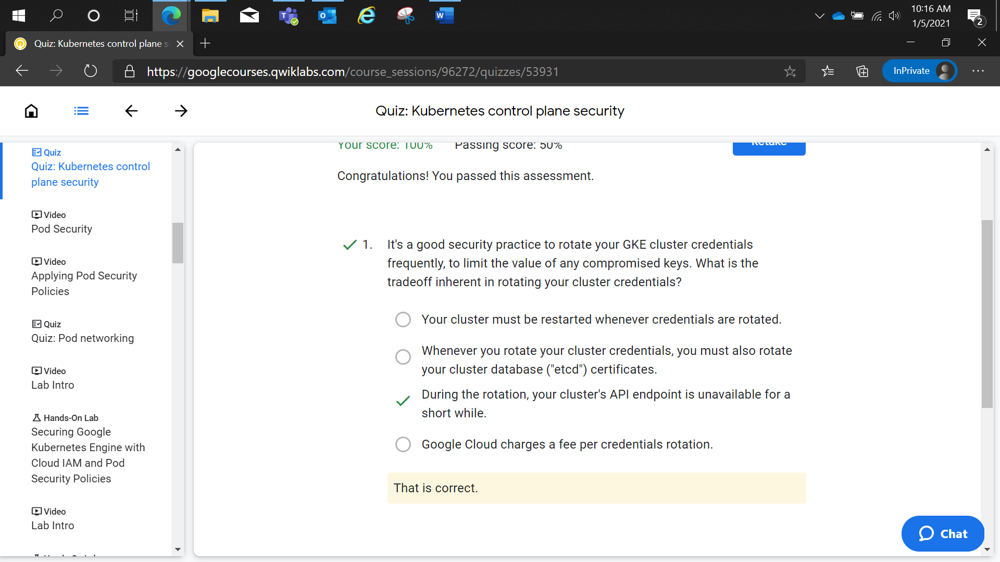 10:16 AM
1/5/2021
2
Quiz: Kubernetes control plane s
https://googlecourses.qwiklabs.com/course_sessions/96272/quizzes/53931
InPrivate
Quiz: Kubernetes control plane security
Quiz
Quiz: Kubernetes control
plane security
Video
Pod Security
Video
Applying Pod Security
Policies
Quiz
Quiz: Pod networking
Video
Lab Intro
Hands-On Lab
Securing Google
Kubernetes Engine with
Cloud IAM and Pod
Security Policies
Video
Lab Intro
Your score: 100% Passing score: 50%
Retake
Congratulations! You passed this assessment.
1. It's a good security practice to rotate your GKE cluster credentials
frequently, to limit the value of any compromised keys. What is the
tradeoff inherent in rotating your cluster credentials?
Your cluster must be restarted whenever credentials are rotated.
Whenever you rotate your cluster credentials, you must also rotate
your cluster database ("etcd") certificates.
During the rotation, your cluster's API endpoint is unavailable for a
short while.
Google Cloud charges a fee per credentials rotation.
That is correct.
Chat